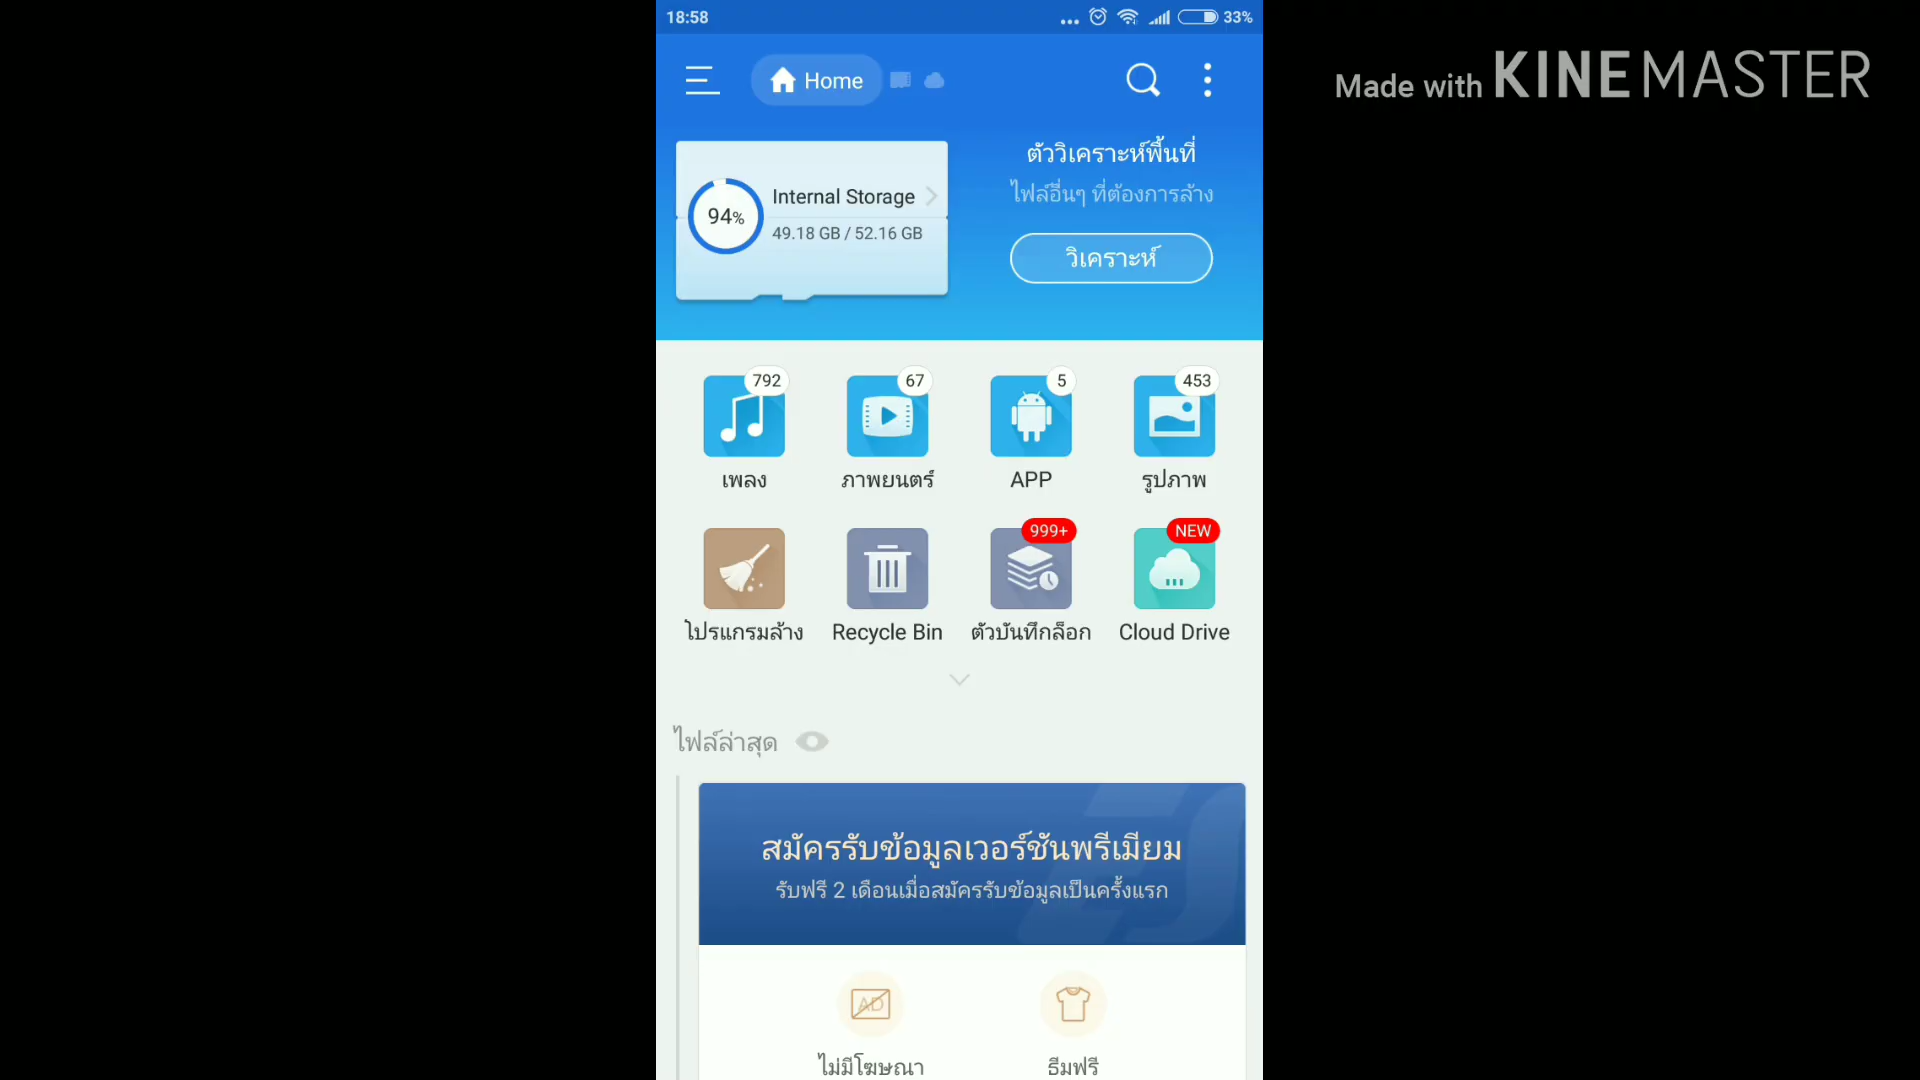 18:58
33%
Made with KINEMASTER
Home
94%
Internal Storage
49.18 GB / 52.16 GB
ตัววิเคราะห์พื้นที่
ไฟล์อื่นๆ ที่ต้องการล้าง
วิเคราะห์
792
67
5
453
เพลง
ภาพยนตร์
APP
รูปภาพ
999+
NEW
โปรแกรมล้าง
Recycle Bin
ตัวบันทึกล็อก
Cloud Drive
ไฟล์ล่าสุด
สมัครรับข้อมูลเวอร์ชันพรีเมียม
รับฟรี 2 เดือนเมื่อสมัครรับข้อมูลเป็นครั้งแรก
AD
ไม่มีโฆษณา
ธีมฟรี